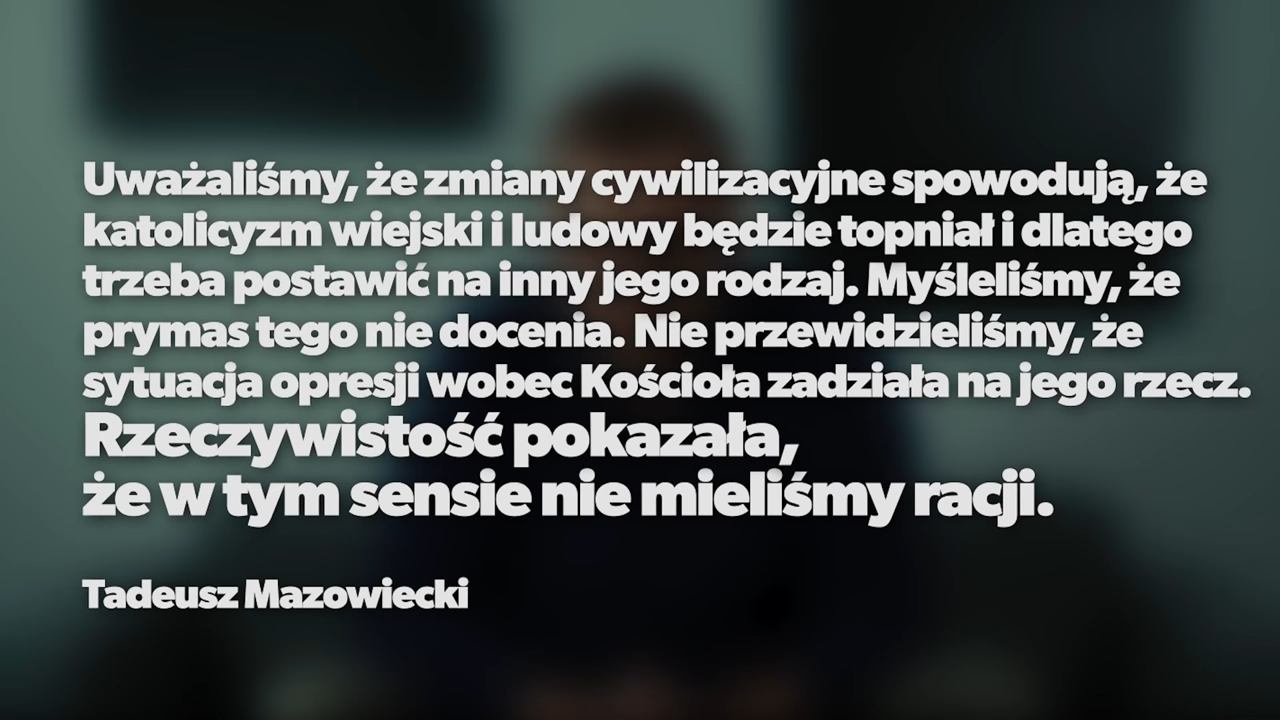 Uważaliśmy, że zmiany cywilizacyjne spowodują, że
katolicyzm wiejski i ludowy będzie topniał i dlatego
trzeba postawić na inny jego rodzaj. Myśleliśmy, że
prymas tego nie docenia. Nie przewidzieliśmy, że
sytuacja opresji wobec Kościoła zadziała na jego rzecz.
Rzeczywistość pokazała,
że w tym sensie nie mieliśmy racji.
Tadeusz Mazowiecki